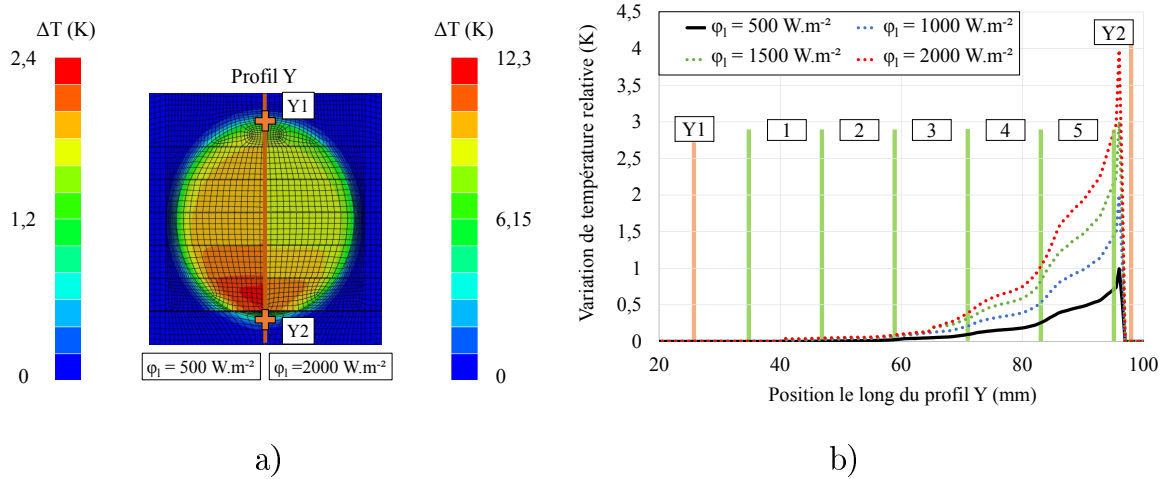 ΔT (K)
2,4
1,2
0
Profil Y
Y1
Y2
φl = 500 W.m-²
φl =2000 W.m-²
ΔT (K)
12,3
6,15
0
a)
Variation de température relative (K)
4,5
4
3,5
3
2,5
2
1,5
1
0,5
0
φl = 500 W.m-²
φl = 1000 W.m-²
φl = 1500 W.m-²
φl = 2000 W.m-²
Y2
Y1
1
2
3
4
5
20
40
60
80
100
Position le long du profil Y (mm)
b)